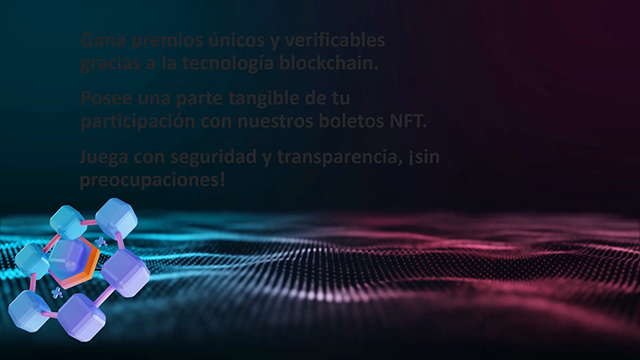 Gana premios únicos y verificables
gracias a la tecnología blockchain.
Posee una parte tangible de tu
participación con nuestros boletos NFT.
Juega con seguridad y transparencia, ¡sin
preocupaciones!